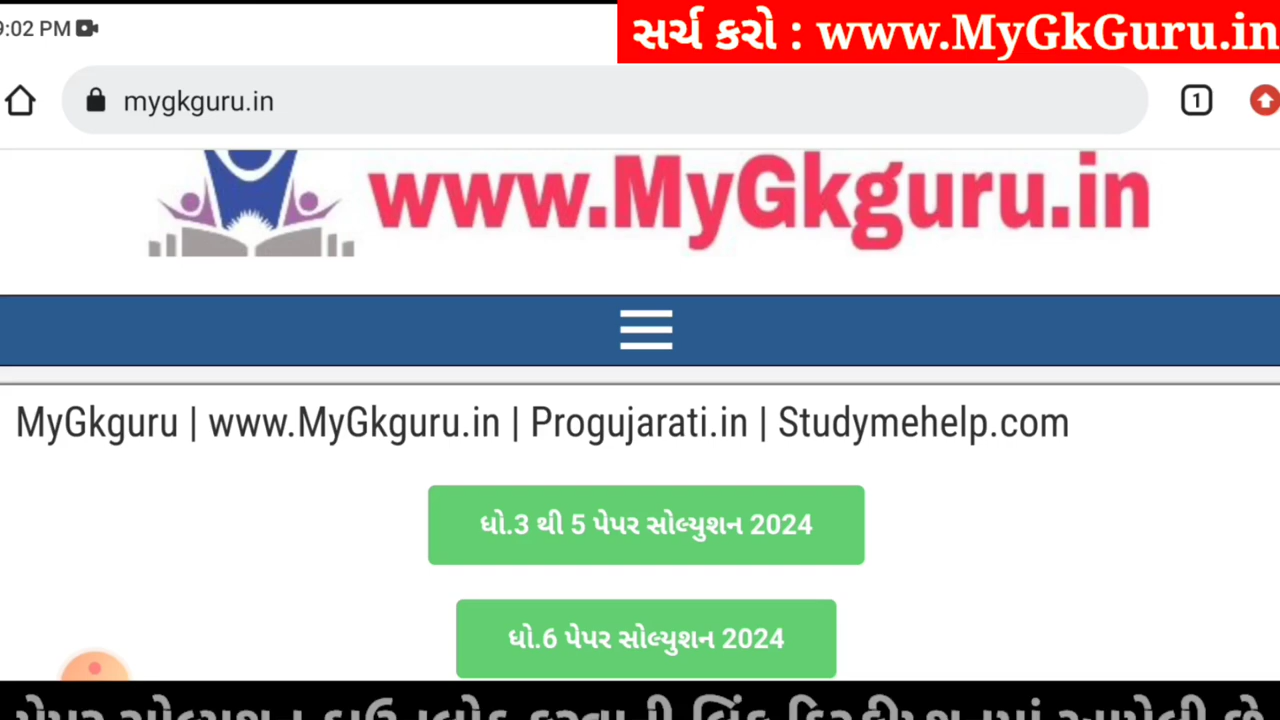 9:02 PM
સર્ચ કરો : www.MyGkGuru.in
mygkguru.in
1
www.MyGkguru.in
MyGkguru | www.MyGkguru.in | Progujarati.in | Studymehelp.com
ધો.3 થી 5 પેપર સોલ્યુશન 2024
ધો.6 પેપર સોલ્યુશન 2024